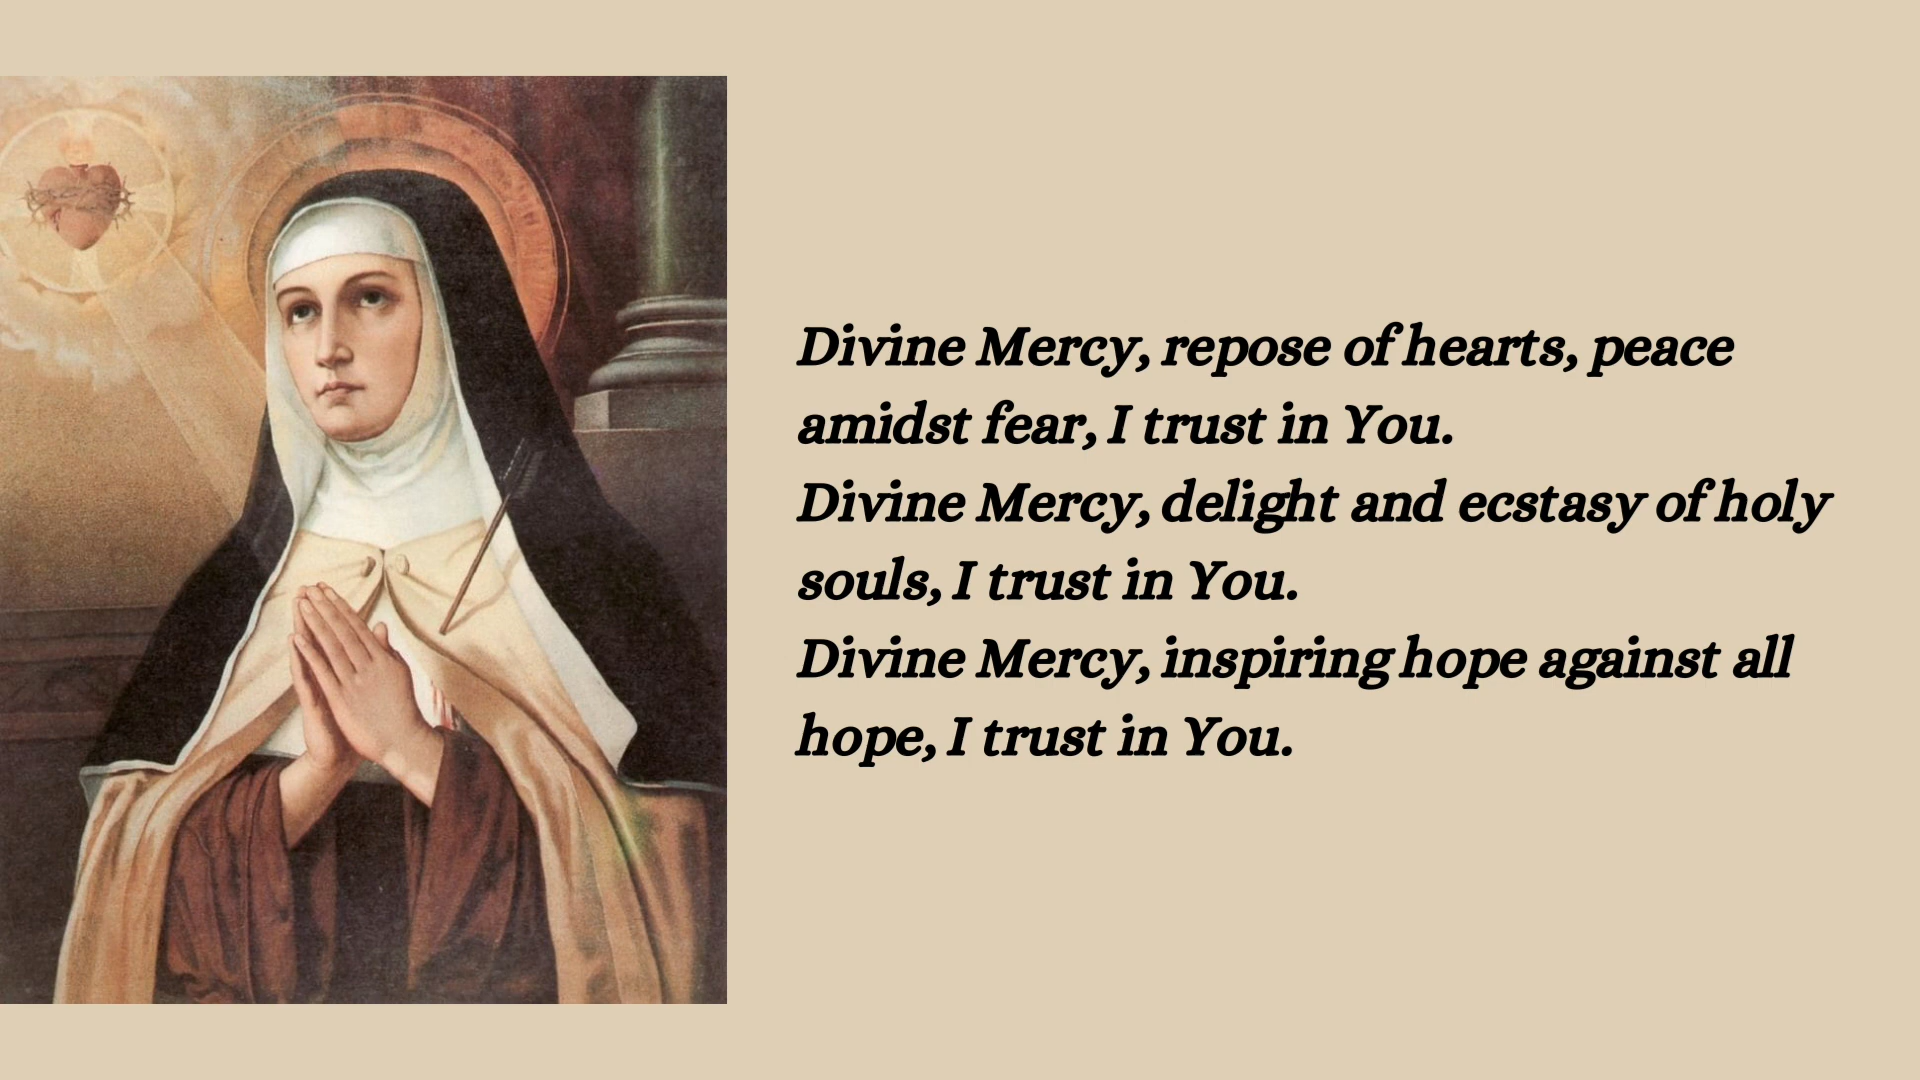 Divine Mercy, repose of hearts, peace
amidst fear, I trust in You.
Divine Mercy, delight and ecstasy of holy
souls, I trust in You.
Divine Mercy, inspiring hope against all
hope, I trust in You.